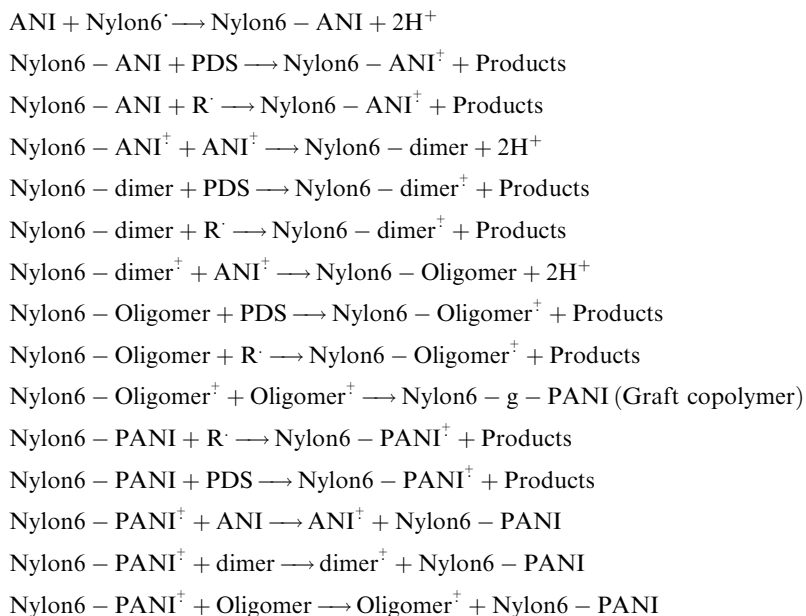 ANI + Nylon6˙ ⟶ Nylon6 − ANI + 2H⁺
Nylon6 − ANI + PDS ⟶ Nylon6 − ANI⁺̇ + Products
Nylon6 − ANI + R˙ ⟶ Nylon6 − ANI⁺̇ + Products
Nylon6 − ANI⁺̇ + ANI⁺̇ ⟶ Nylon6 − dimer + 2H⁺
Nylon6 − dimer + PDS ⟶ Nylon6 − dimer⁺̇ + Products
Nylon6 − dimer + R˙ ⟶ Nylon6 − dimer⁺̇ + Products
Nylon6 − dimer⁺̇ + ANI⁺̇ ⟶ Nylon6 − Oligomer + 2H⁺
Nylon6 − Oligomer + PDS ⟶ Nylon6 − Oligomer⁺̇ + Products
Nylon6 − Oligomer + R˙ ⟶ Nylon6 − Oligomer⁺̇ + Products
Nylon6 − Oligomer⁺̇ + Oligomer⁺̇ ⟶ Nylon6 − g − PANI (Graft copolymer)
Nylon6 − PANI + R˙ ⟶ Nylon6 − PANI⁺̇ + Products
Nylon6 − PANI + PDS ⟶ Nylon6 − PANI⁺̇ + Products
Nylon6 − PANI⁺̇ + ANI ⟶ ANI⁺̇ + Nylon6 − PANI
Nylon6 − PANI⁺̇ + dimer ⟶ dimer⁺̇ + Nylon6 − PANI
Nylon6 − PANI⁺̇ + Oligomer ⟶ Oligomer⁺̇ + Nylon6 − PANI